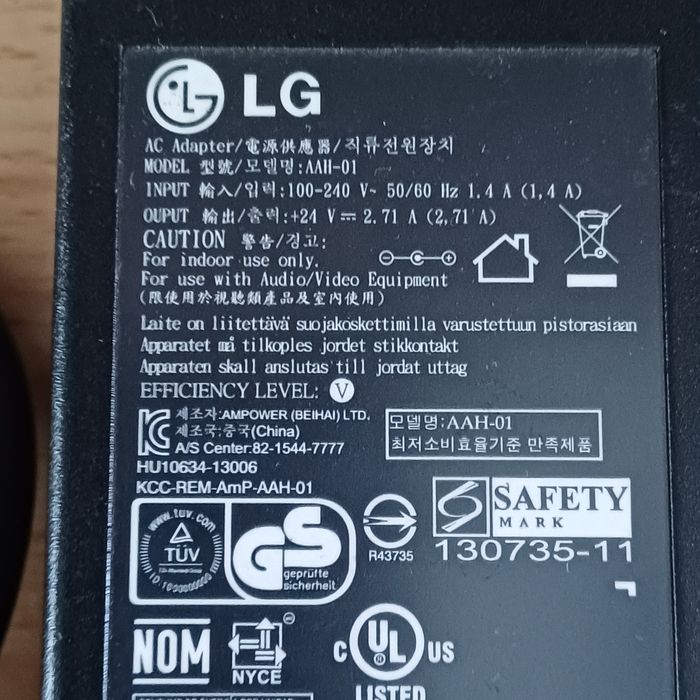 LG
AC Adapter/電源供應器/직류전원장치
MODEL 型號/모델명:AAH-01
INPUT 輸入/입력:100-240 V~ 50/60 Hz 1.4 A (1,4 A)
OUPUT 輸出/출력:+24 V⎓ 2.71 A (2,71 A)
CAUTION 警告/경고:
For indoor use only.
For use with Audio/Video Equipment
(限使用於視聽類產品及室內使用)
Laite on liitettävä suojakoskettimilla varustettuun pistorasiaan
Apparatet må tilkoples jordet stikkontakt
Apparaten skall anslutas till jordat uttag
EFFICIENCY LEVEL: V
제조자:AMPOWER (BEIHAI) LTD.
제조국:중국(China)
A/S Center:82-1544-7777
모델명:AAH-01
최저소비효율기준 만족제품
HU10634-13006
KCC-REM-AmP-AAH-01
www.tuv.com
TÜV
GS
geprüfte
sicherheit
R43735
SAFETY
MARK
130735-11
NOM
NYCE
C UL US
LISTED